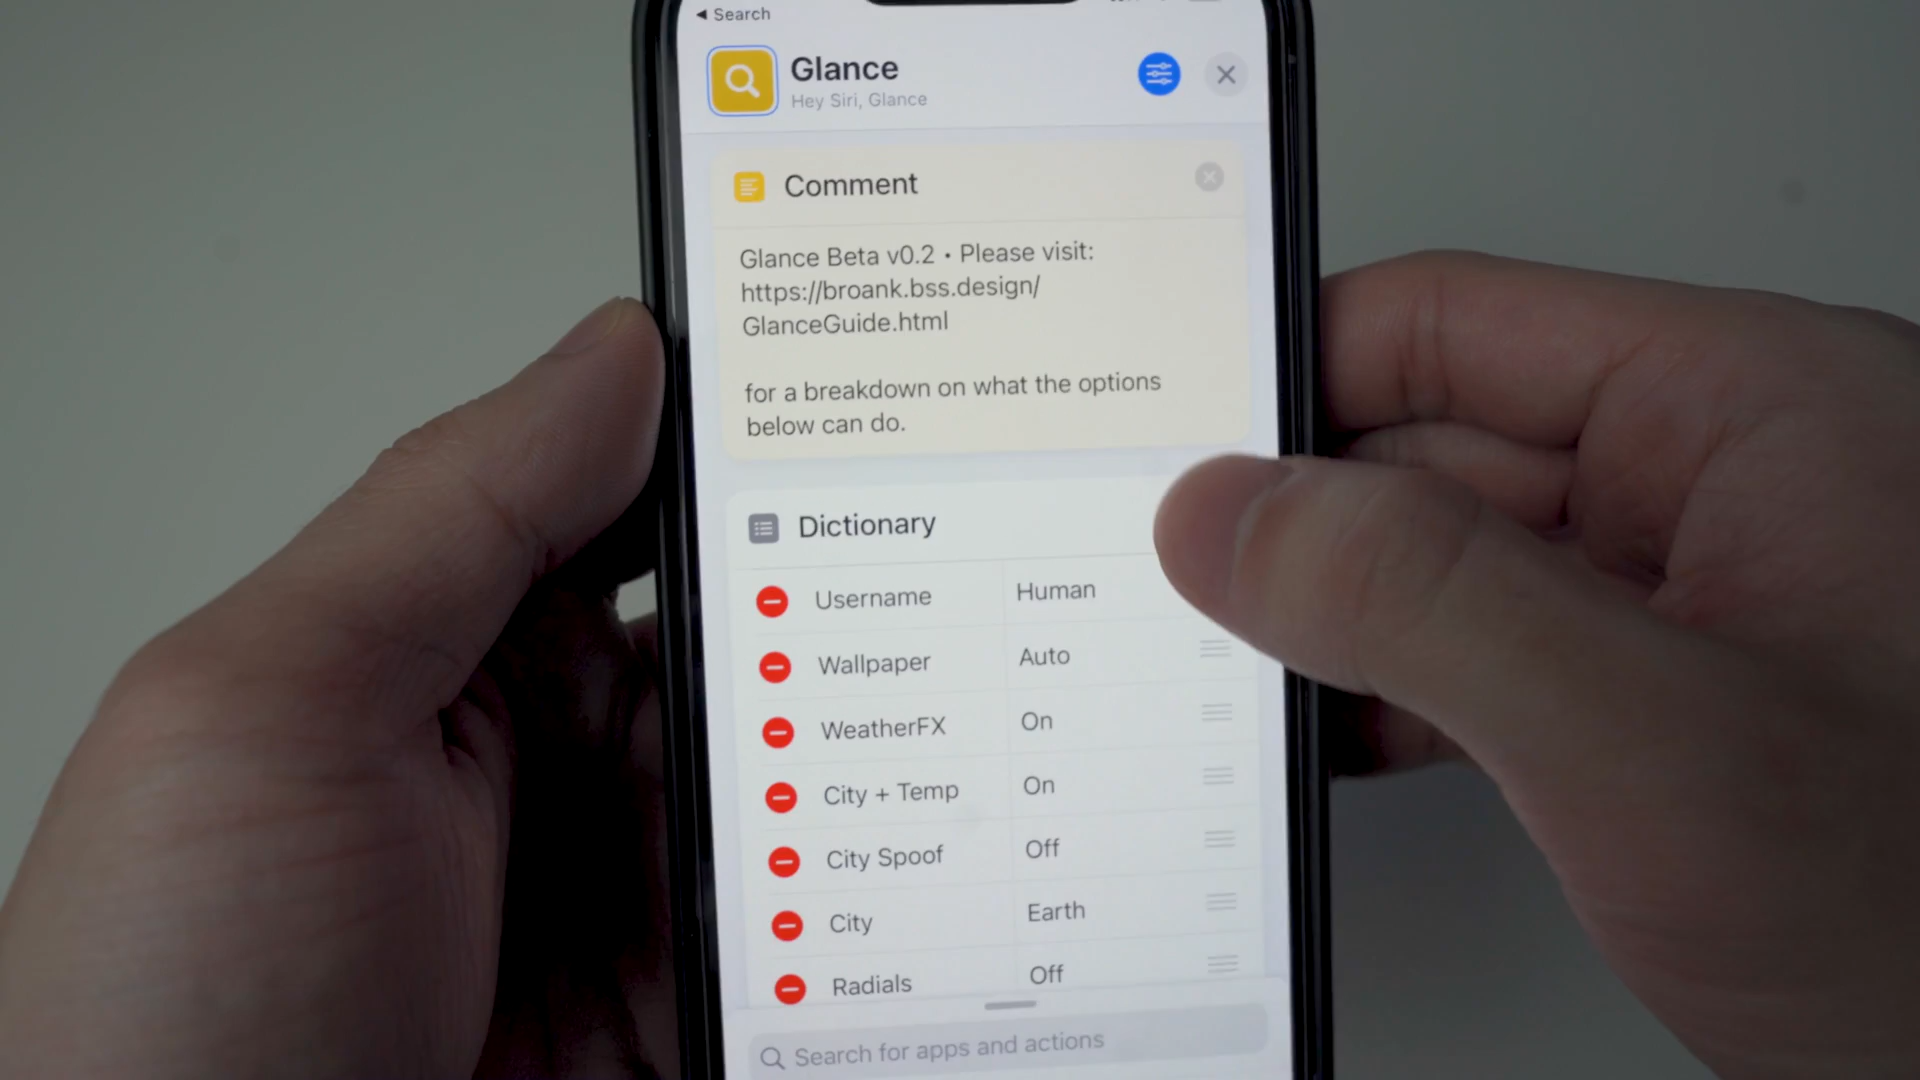 ◀ Search
Glance
Hey Siri, Glance
Comment
Glance Beta v0.2 • Please visit:
https://broank.bss.design/
GlanceGuide.html
for a breakdown on what the options
below can do.
Dictionary
Username Human
Wallpaper Auto
WeatherFX On
City + Temp On
City Spoof Off
City Earth
Radials Off
Search for apps and actions